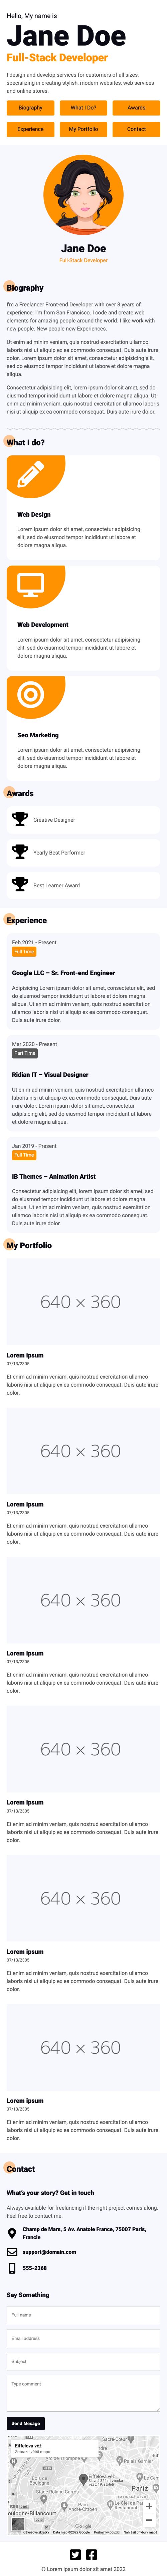 Hello, My name is
Jane Doe
Full-Stack Developer
I design and develop services for customers of all sizes,
specializing in creating stylish, modern websites, web services
and online stores.
Biography
What I Do?
Awards
Experience
My Portfolio
Contact
Jane Doe
Full-Stack Developer
Biography
I'm a Freelancer Front-end Developer with over 3 years of
experience. I'm from San Francisco. I code and create web
elements for amazing people around the world. I like work with
new people. New people new Experiences.
Ut enim ad minim veniam, quis nostrud exercitation ullamco
laboris nisi ut aliquip ex ea commodo consequat. Duis aute irure
dolor. Lorem ipsum dolor sit amet, consectetur adipisicing elit,
sed do eiusmod tempor incididunt ut labore et dolore magna
aliqua.
Consectetur adipisicing elit, lorem ipsum dolor sit amet, sed do
eiusmod tempor incididunt ut labore et dolore magna aliqua. Ut
enim ad minim veniam, quis nostrud exercitation ullamco laboris
nisi ut aliquip ex ea commodo consequat. Duis aute irure dolor.
What I do?
Web Design
Lorem ipsum dolor sit amet, consectetur adipisicing
elit, sed do eiusmod tempor incididunt ut labore et
dolore magna aliqua.
Web Development
Lorem ipsum dolor sit amet, consectetur adipisicing
elit, sed do eiusmod tempor incididunt ut labore et
dolore magna aliqua.
Seo Marketing
Lorem ipsum dolor sit amet, consectetur adipisicing
elit, sed do eiusmod tempor incididunt ut labore et
dolore magna aliqua.
Awards
Creative Designer
Yearly Best Performer
Best Learner Award
Experience
Feb 2021 - Present
Full Time
Google LLC – Sr. Front-end Engineer
Adipisicing Lorem ipsum dolor sit amet, consectetur elit, sed
do eiusmod tempor incididunt ut labore et dolore magna
aliqua. Ut enim ad minim veniam, quis nostrud exercitation
ullamco laboris nisi ut aliquip ex ea commodo consequat.
Duis aute irure dolor.
Mar 2020 - Present
Part Time
Ridian IT – Visual Designer
Ut enim ad minim veniam, quis nostrud exercitation ullamco
laboris nisi ut aliquip ex ea commodo consequat. Duis aute
irure dolor. Lorem ipsum dolor sit amet, consectetur
adipisicing elit, sed do eiusmod tempor incididunt ut labore
et dolore magna aliqua.
Jan 2019 - Present
Full Time
IB Themes – Animation Artist
Consectetur adipisicing elit, lorem ipsum dolor sit amet, sed
do eiusmod tempor incididunt ut labore et dolore magna
aliqua. Ut enim ad minim veniam, quis nostrud exercitation
ullamco laboris nisi ut aliquip ex ea commodo consequat.
Duis aute irure dolor.
My Portfolio
640 × 360
Lorem ipsum
07/13/2305
Et enim ad minim veniam, quis nostrud exercitation ullamco
laboris nisi ut aliquip ex ea commodo consequat. Duis aute irure
dolor.
640 × 360
Lorem ipsum
07/13/2305
Et enim ad minim veniam, quis nostrud exercitation ullamco
laboris nisi ut aliquip ex ea commodo consequat. Duis aute irure
dolor.
640 × 360
Lorem ipsum
07/13/2305
Et enim ad minim veniam, quis nostrud exercitation ullamco
laboris nisi ut aliquip ex ea commodo consequat. Duis aute irure
dolor.
640 × 360
Lorem ipsum
07/13/2305
Et enim ad minim veniam, quis nostrud exercitation ullamco
laboris nisi ut aliquip ex ea commodo consequat. Duis aute irure
dolor.
640 × 360
Lorem ipsum
07/13/2305
Et enim ad minim veniam, quis nostrud exercitation ullamco
laboris nisi ut aliquip ex ea commodo consequat. Duis aute irure
dolor.
640 × 360
Lorem ipsum
07/13/2305
Et enim ad minim veniam, quis nostrud exercitation ullamco
laboris nisi ut aliquip ex ea commodo consequat. Duis aute irure
dolor.
Contact
What's your story? Get in touch
Always available for freelancing if the right project comes along,
Feel free to contact me.
Champ de Mars, 5 Av. Anatole France, 75007 Paris,
Francie
support@domain.com
555-2368
Say Something
Full name
Email address
Subject
Type comment
Send Message
Eiffelova věž
Zobrazit větší mapu
Eiffelova věž
Bois de
Boulogne
Stade Roland Garros
Paříž
Boulogne-Billancourt
Parc
André-Citroën
Google
© Lorem ipsum dolor sit amet 2022